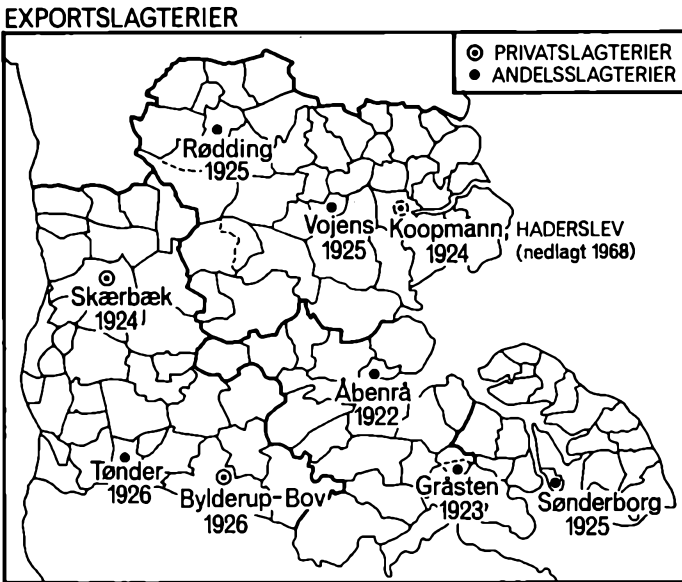 EXPORTSLAGTERIER
PRIVATSLAGTERIER
ANDELSSLAGTERIER
Rødding
1925
Vojens
1925
Koopmann
1924
HADERSLEV
(nedlagt 1968)
Skærbæk
1924
Åbenrå
1922
Tønder
1926
Bylderup-Bov
1926
Gråsten
1923
Sønderborg
1925